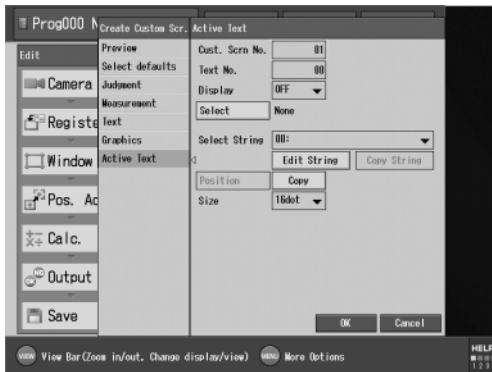 Prog000 N
Edit
Camera
Registe
Window
Pos. Ad
Calc.
Output
Save
Create Custom Scr.
Preview
Select defaults
Judgment
Measurement
Text
Graphics
Active Text
Active Text
Cust. Scrn No. 01
Text No. 00
Display OFF
Select None
Select String 00:
Edit String Copy String
Position Copy
Size 16dot
OK Cancel
VIEW View Bar(Zoom in/out, Change display/view) MENU More Options
HELP
1 2 3